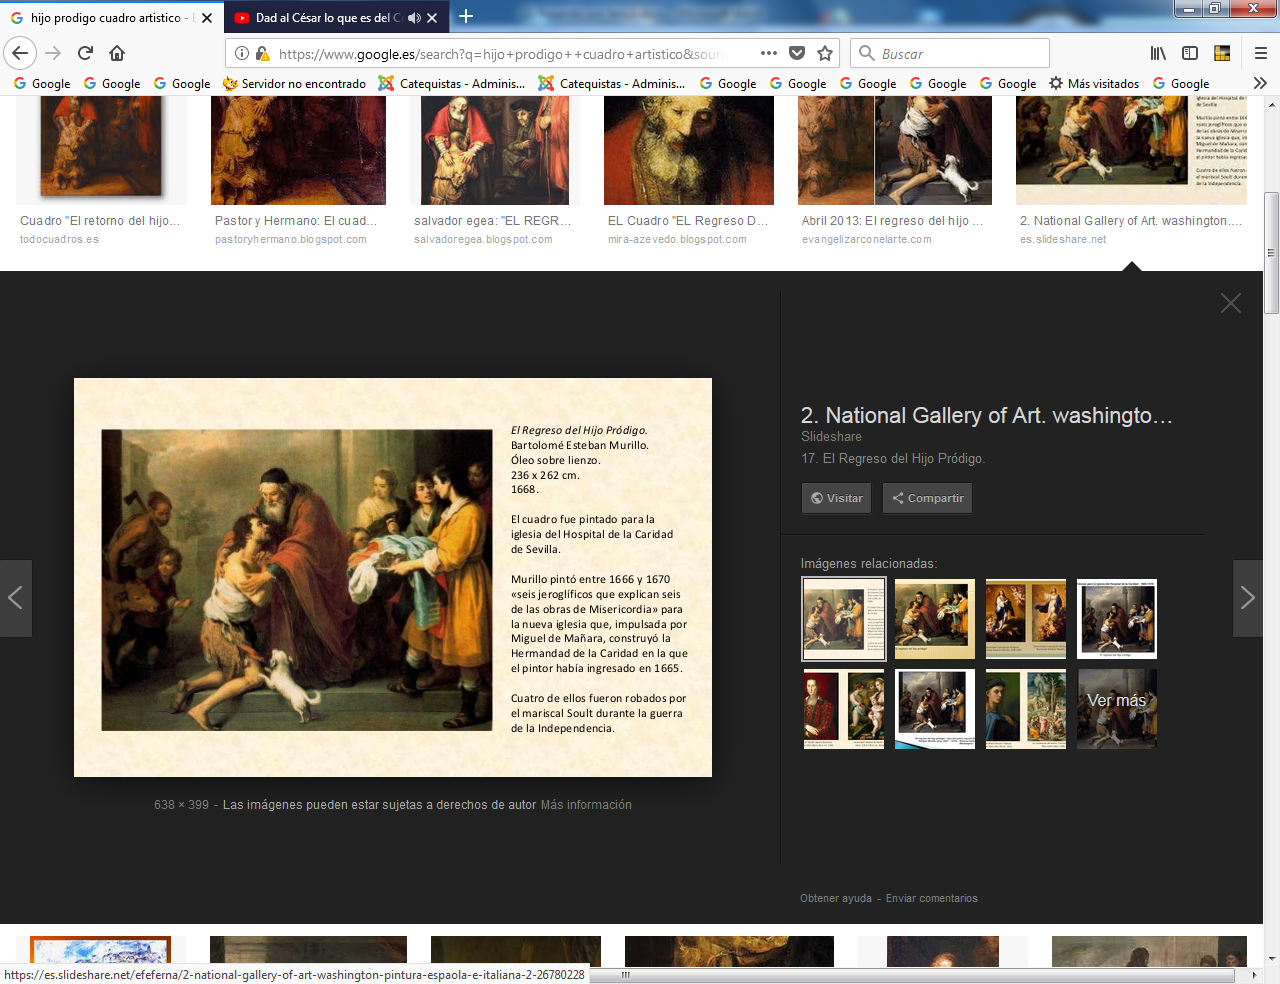 hijo prodigo cuadro artistico - 
Dad al César lo que es del C
https://www.google.es/search?q=hijo+prodigo++cuadro+artistico&sour
Buscar
Google
Google
Google
Servidor no encontrado
Catequistas - Adminis...
Catequistas - Adminis...
Google
Google
Google
Google
Google
Más visitados
Google
Cuadro "El retorno del hijo...
todocuadros.es
Pastor y Hermano: El cuad...
pastoryhermano.blogspot.com
salvador egea: "EL REGR...
salvadoregea.blogspot.com
EL Cuadro "EL Regreso D...
mira-azevedo.blogspot.com
Abril 2013: El regreso del hijo ...
evangelizarconelarte.com
2. National Gallery of Art. washington....
es.slideshare.net
El Regreso del Hijo Pródigo.
Bartolomé Esteban Murillo.
Óleo sobre lienzo.
236 x 262 cm.
1668.
El cuadro fue pintado para la
iglesia del Hospital de la Caridad
de Sevilla.
Murillo pintó entre 1666 y 1670
«seis jeroglíficos que explican seis
de las obras de Misericordia» para
la nueva iglesia que, impulsada por
Miguel de Mañara, construyó la
Hermandad de la Caridad en la que
el pintor había ingresado en 1665.
Cuatro de ellos fueron robados por
el mariscal Soult durante la guerra
de la Independencia.
638 × 399 - Las imágenes pueden estar sujetas a derechos de autor Más información
2. National Gallery of Art. washingto...
Slideshare
17. El Regreso del Hijo Pródigo.
Visitar
Compartir
Imágenes relacionadas:
Ver más
Obtener ayuda - Enviar comentarios
https://es.slideshare.net/efeferna/2-national-gallery-of-art-washington-pintura-espaola-e-italiana-2-26780228